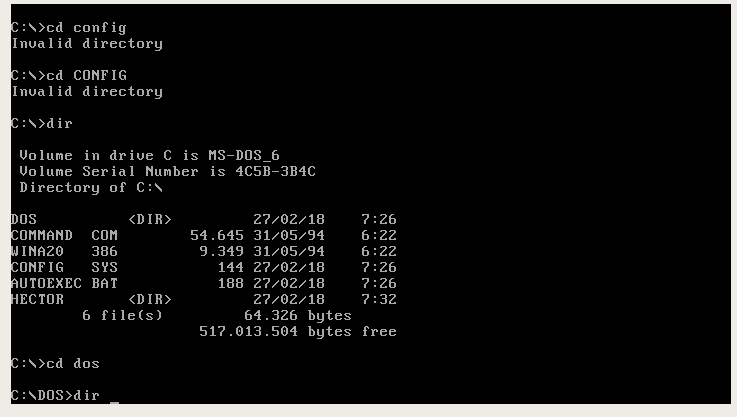 C:\>cd config
Invalid directory
C:\>cd CONFIG
Invalid directory
C:\>dir
Volume in drive C is MS-DOS_6
Volume Serial Number is 4C5B-3B4C
Directory of C:\
DOS          <DIR>         27/02/18    7:26
COMMAND  COM        54.645 31/05/94    6:22
WINA20   386         9.349 31/05/94    6:22
CONFIG   SYS           144 27/02/18    7:26
AUTOEXEC BAT           188 27/02/18    7:26
HECTOR       <DIR>         27/02/18    7:32
6 file(s)         64.326 bytes
517.013.504 bytes free
C:\>cd dos
C:\DOS>dir _